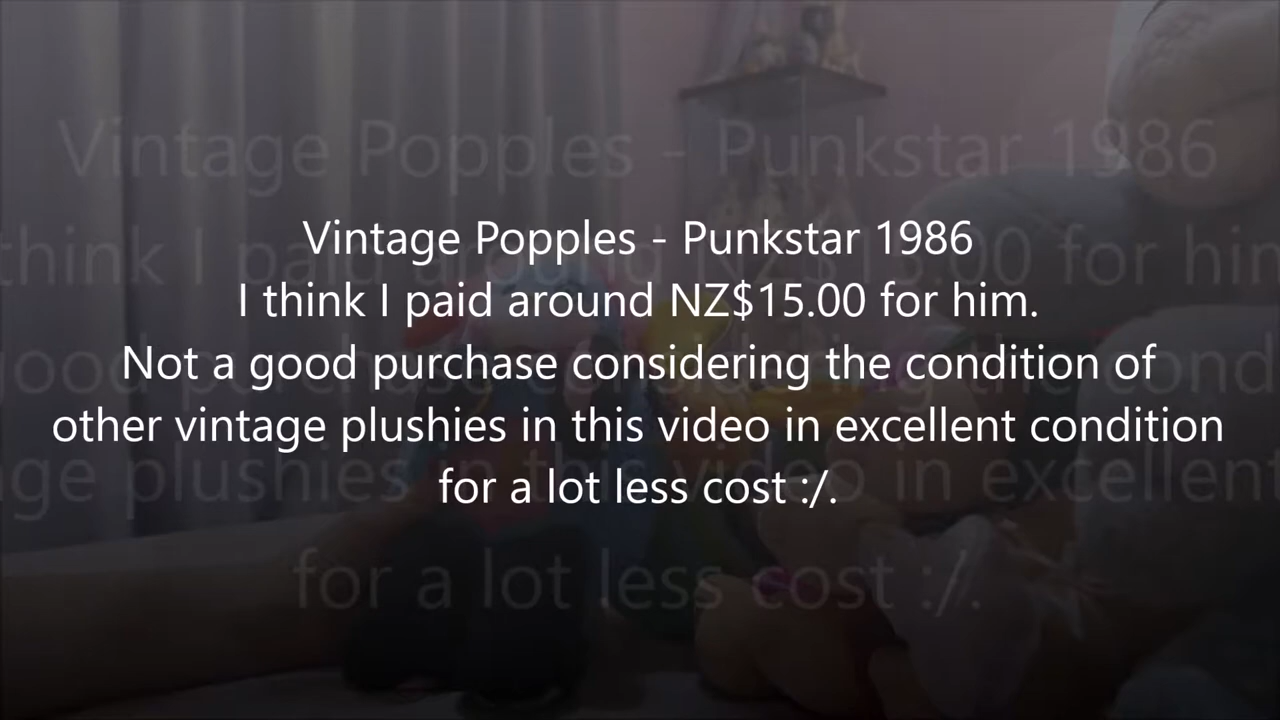 Vintage Popples - Punkstar 1986
I think I paid around NZ$15.00 for him.
Not a good purchase considering the condition of
other vintage plushies in this video in excellent condition
for a lot less cost :/.